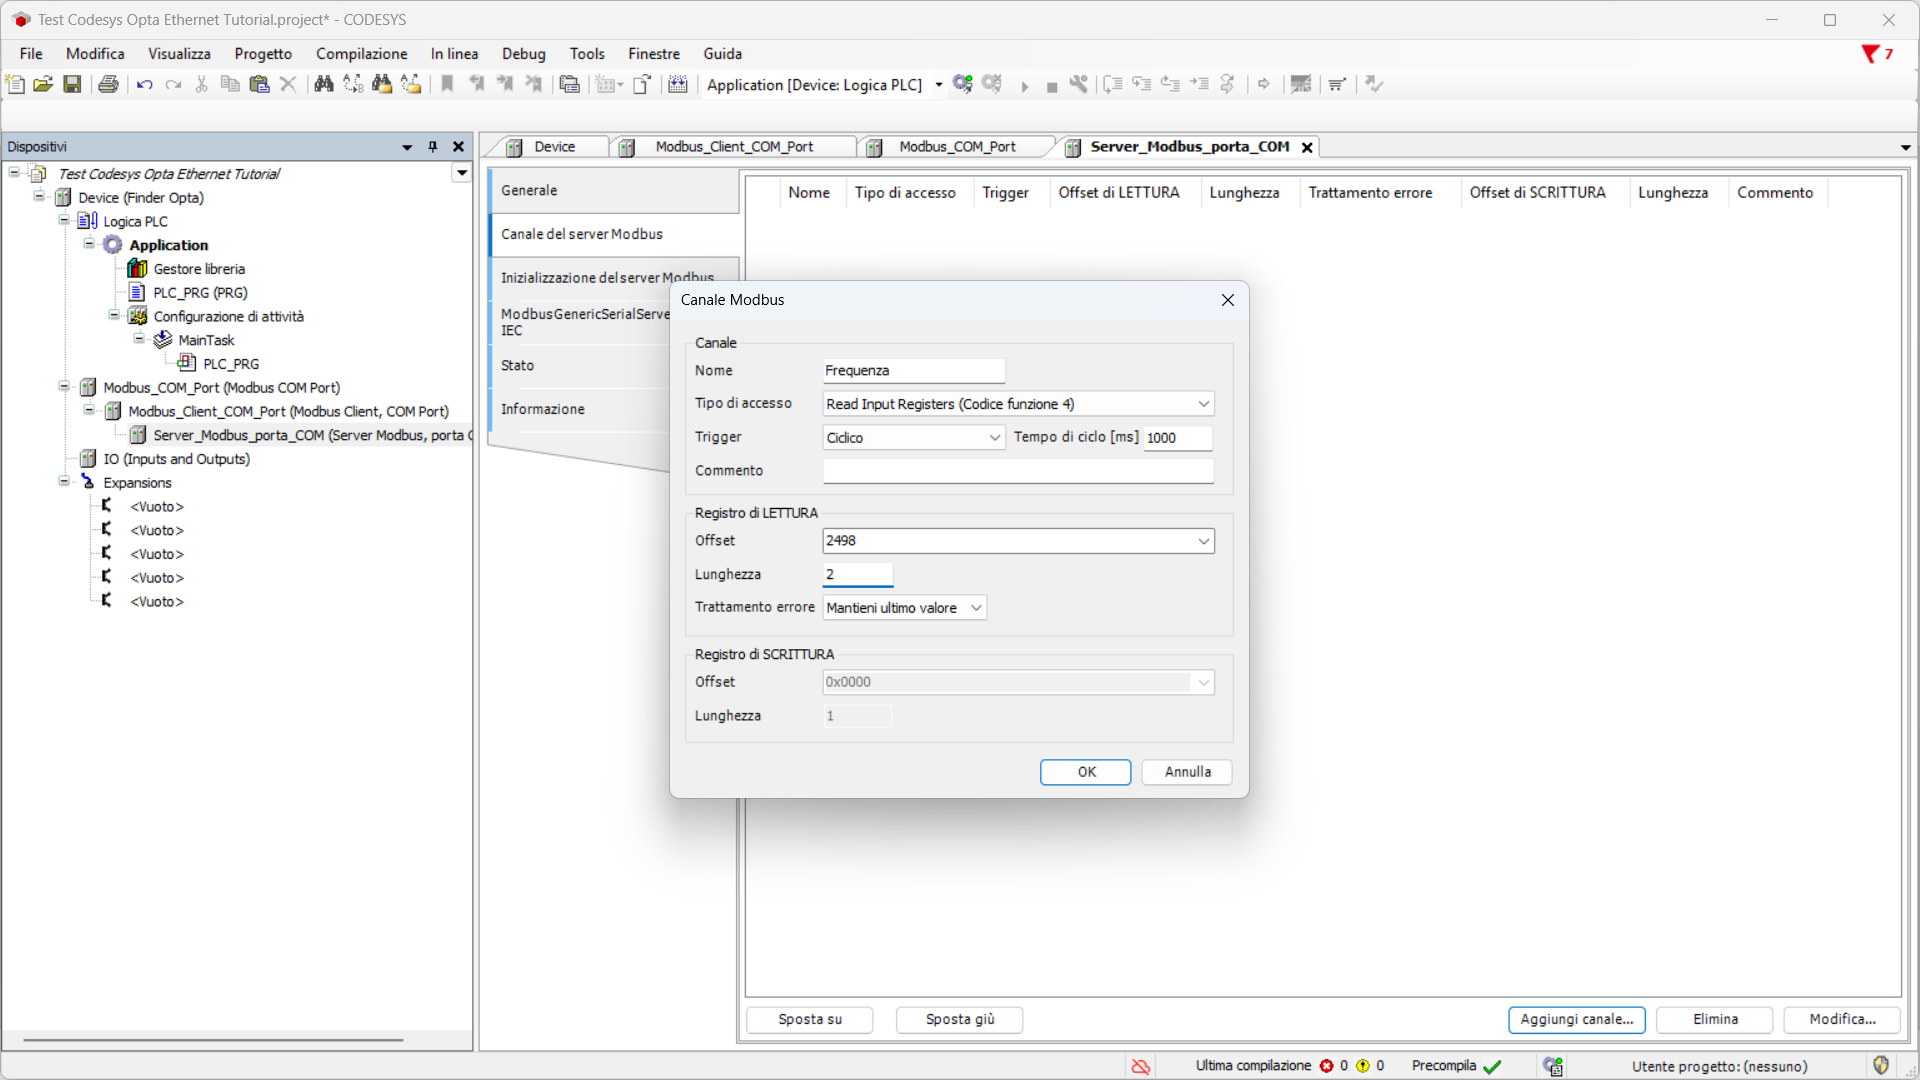 Test Codesys Opta Ethernet Tutorial.project* - CODESYS
File Modifica Visualizza Progetto Compilazione In linea Debug Tools Finestre Guida
7
Application [Device: Logica PLC]
Dispositivi
Test Codesys Opta Ethernet Tutorial
Device (Finder Opta)
Logica PLC
Application
Gestore libreria
PLC_PRG (PRG)
Configurazione di attività
MainTask
PLC_PRG
Modbus_COM_Port (Modbus COM Port)
Modbus_Client_COM_Port (Modbus Client, COM Port)
Server_Modbus_porta_COM (Server Modbus, porta C
IO (Inputs and Outputs)
Expansions
<Vuoto>
<Vuoto>
<Vuoto>
<Vuoto>
<Vuoto>
Device Modbus_Client_COM_Port Modbus_COM_Port Server_Modbus_porta_COM
Generale
Canale del server Modbus
Inizializzazione del server Modbus
ModbusGenericSerialServe
IEC
Stato
Informazione
Nome Tipo di accesso Trigger Offset di LETTURA Lunghezza Trattamento errore Offset di SCRITTURA Lunghezza Commento
Canale Modbus
Canale
Nome Frequenza
Tipo di accesso Read Input Registers (Codice funzione 4)
Trigger Ciclico Tempo di ciclo [ms] 1000
Commento
Registro di LETTURA
Offset 2498
Lunghezza 2
Trattamento errore Mantieni ultimo valore
Registro di SCRITTURA
Offset 0x0000
Lunghezza 1
OK Annulla
Sposta su Sposta giù Aggiungi canale... Elimina Modifica...
Ultima compilazione 0 0 Precompila Utente progetto: (nessuno)